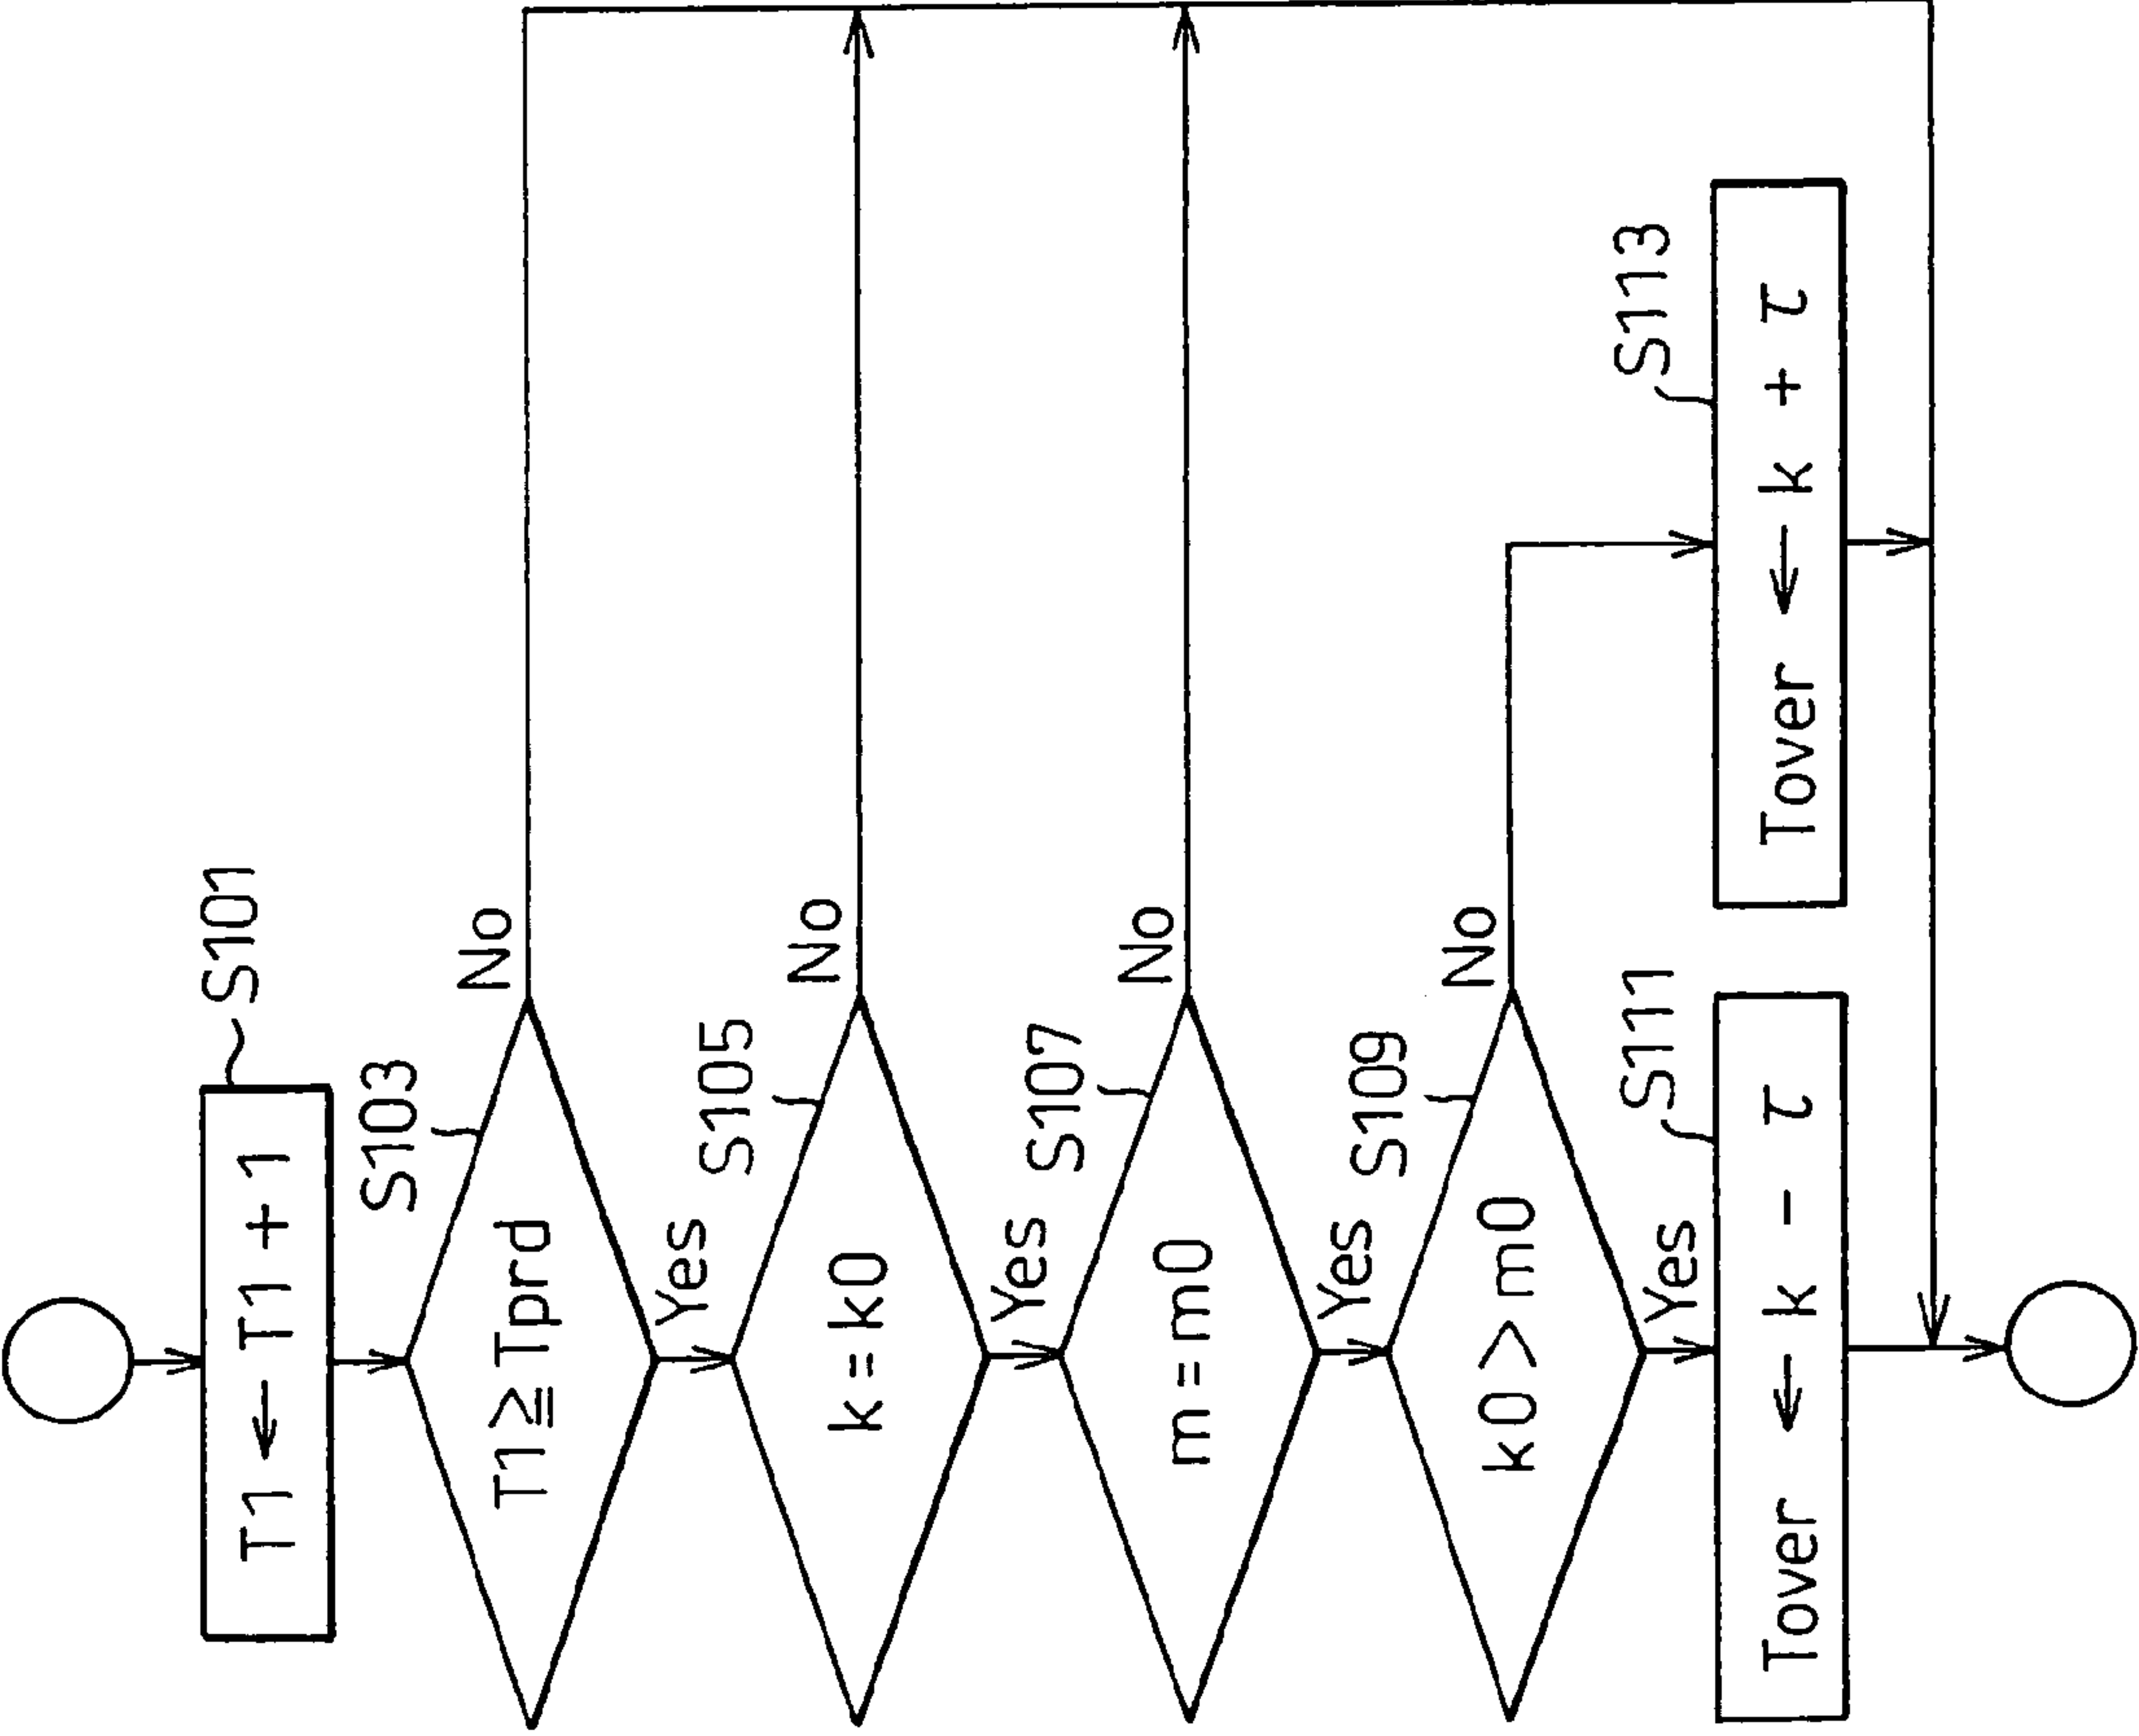 S101
T1 ← T1 + 1
S103
T1 ≧ Tprd
No
Yes
S105
k = k0
No
Yes
S107
m = m0
No
Yes
S109
k0 > m0
No
Yes
S111
Tover ← k - τ
S113
Tover ← k + τ